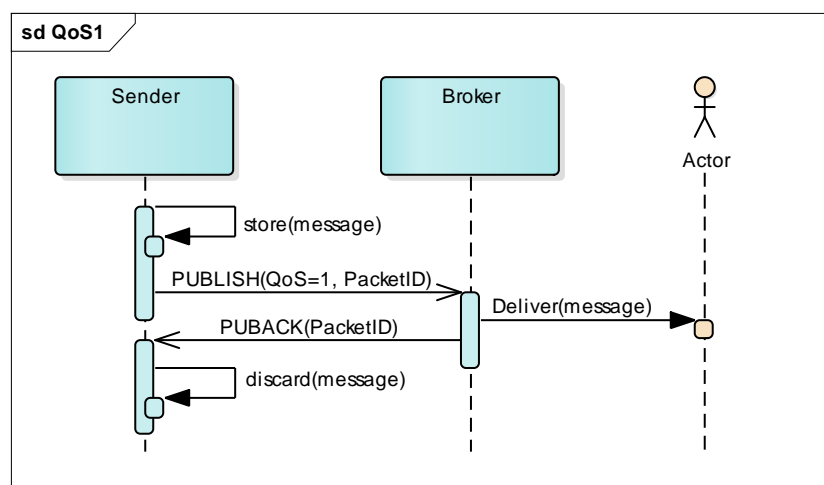 sd QoS1
Sender
Broker
Actor
store(message)
PUBLISH(QoS=1, PacketID)
Deliver(message)
PUBACK(PacketID)
discard(message)